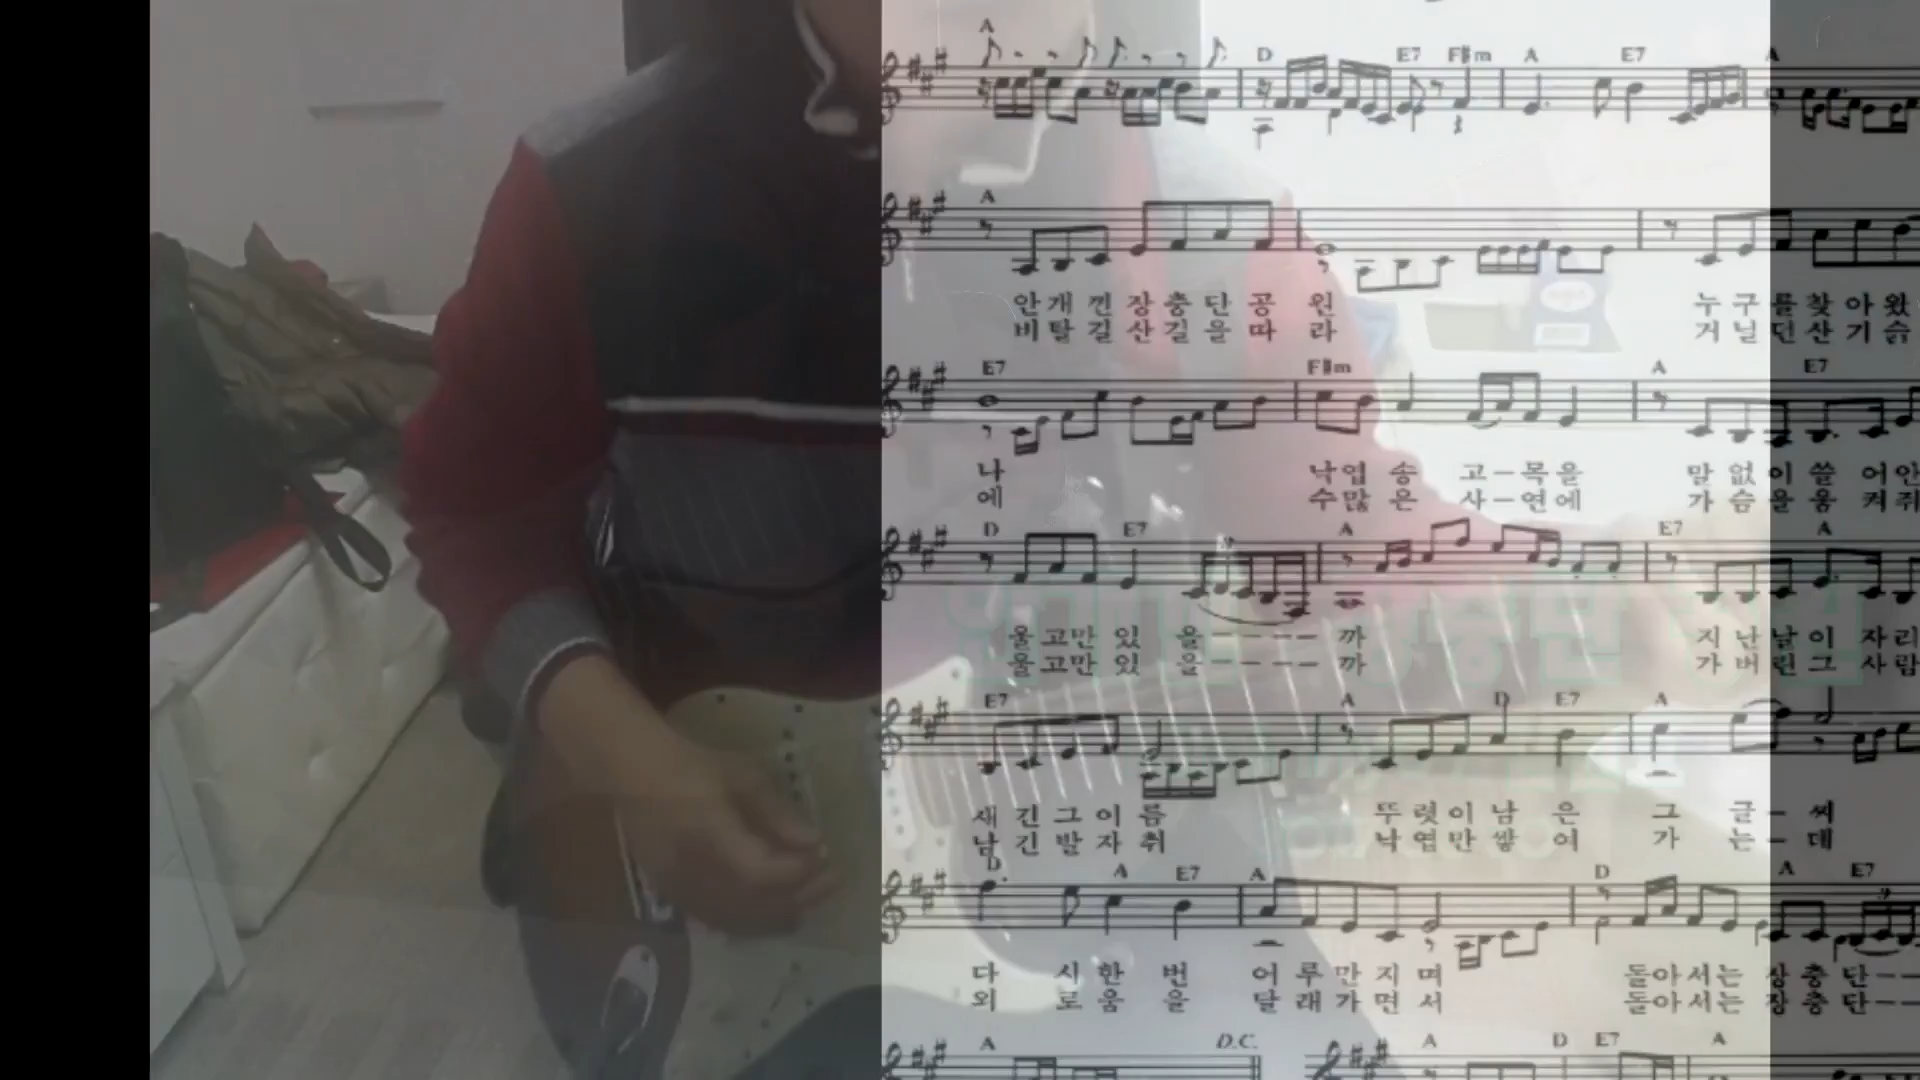 A
D E7 F#m A E7 A
A
안개낀장충단공 원 누구를찾아왔
비탈길산길을따 라 거닐던산기슭
E7 F#m A E7
나 낙엽송 고-목을 말없이쓸어안
에 수많은 사-연에 가슴을움켜쥐
D E7 A E7 A
울고만있 을---- 까 지난날이 자리
울고만있 을---- 까 가버린그 사람
E7 A D E7 A
새긴그이름 뚜렷이남 은 그 글-씨
남긴발자취 낙엽만쌓 여 가 는-데
D A E7 A D A E7
다 시한 번 어루만지며 돌아서는 장충단--
외 로움 을 달래가면서 돌아서는 장충단--
A D.C. A D E7 A